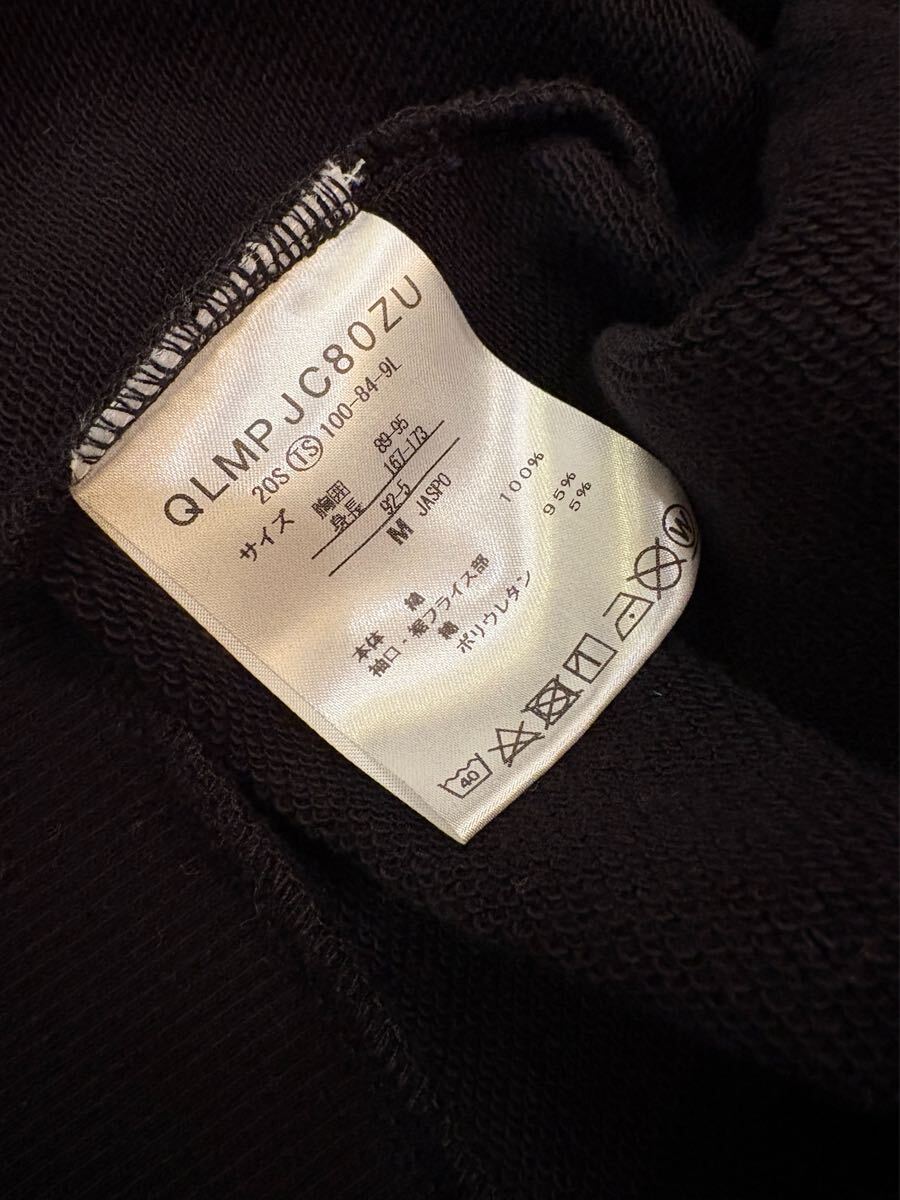 QLMPJC80ZU
20S TS 100-84-9L
サイズ
胸囲 89-95
身長 167-173
92-5
M JASPO
本体 綿 100%
袖口・裾フライス部
綿 95%
ポリウレタン 5%
40
W